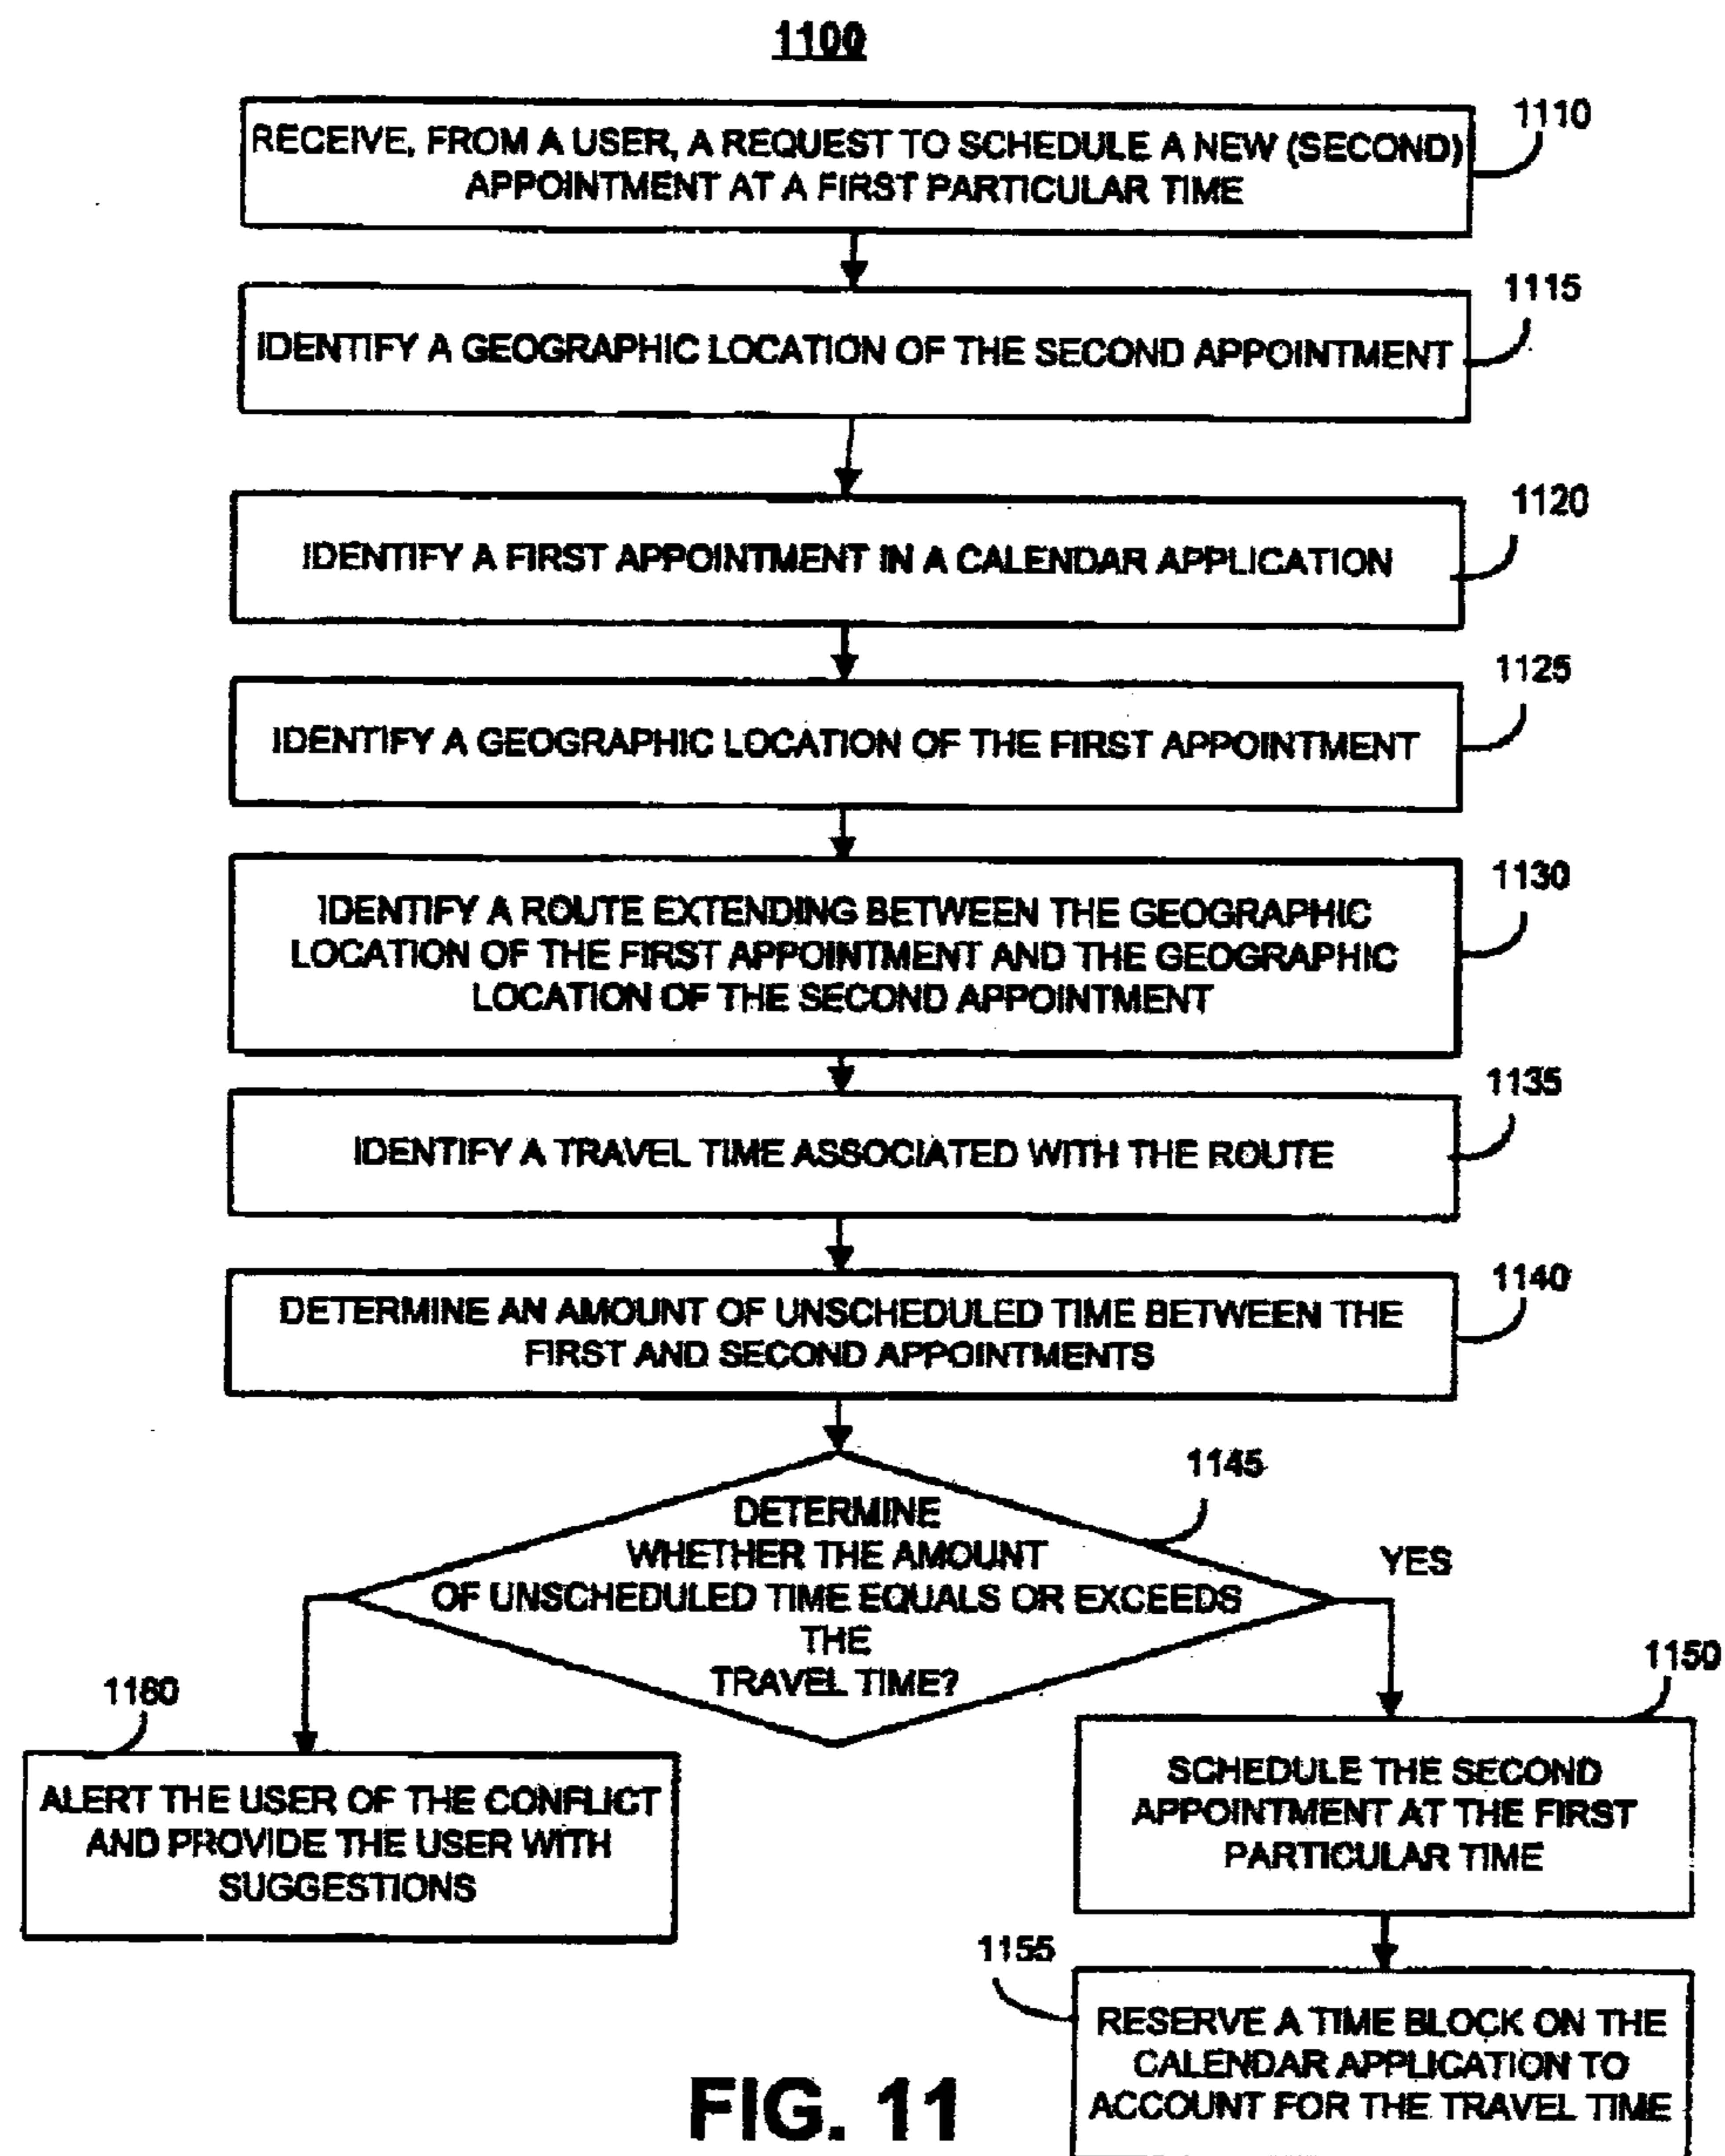 1100
1110
RECEIVE, FROM A USER, A REQUEST TO SCHEDULE A NEW (SECOND)
APPOINTMENT AT A FIRST PARTICULAR TIME
1115
IDENTIFY A GEOGRAPHIC LOCATION OF THE SECOND APPOINTMENT
1120
IDENTIFY A FIRST APPOINTMENT IN A CALENDAR APPLICATION
1125
IDENTIFY A GEOGRAPHIC LOCATION OF THE FIRST APPOINTMENT
1130
IDENTIFY A ROUTE EXTENDING BETWEEN THE GEOGRAPHIC
LOCATION OF THE FIRST APPOINTMENT AND THE GEOGRAPHIC
LOCATION OF THE SECOND APPOINTMENT
1135
IDENTIFY A TRAVEL TIME ASSOCIATED WITH THE ROUTE
1140
DETERMINE AN AMOUNT OF UNSCHEDULED TIME BETWEEN THE
FIRST AND SECOND APPOINTMENTS
1145
DETERMINE
WHETHER THE AMOUNT
OF UNSCHEDULED TIME EQUALS OR EXCEEDS
THE
TRAVEL TIME?
YES
1160
ALERT THE USER OF THE CONFLICT
AND PROVIDE THE USER WITH
SUGGESTIONS
1150
SCHEDULE THE SECOND
APPOINTMENT AT THE FIRST
PARTICULAR TIME
1155
RESERVE A TIME BLOCK ON THE
CALENDAR APPLICATION TO
ACCOUNT FOR THE TRAVEL TIME
FIG. 11